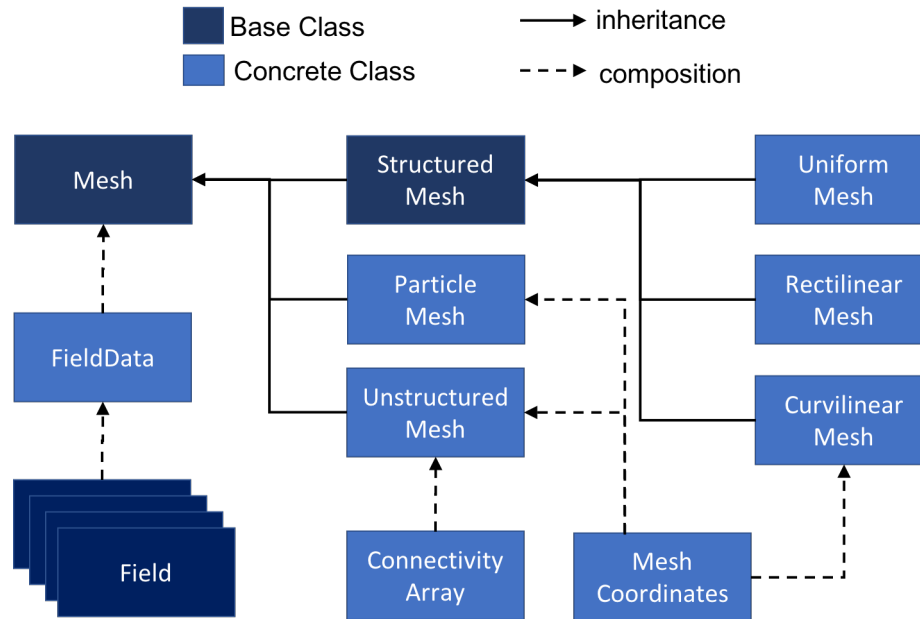 Base Class
inheritance
Concrete Class
composition
Mesh
Structured
Mesh
Uniform
Mesh
Particle
Mesh
Rectilinear
Mesh
FieldData
Unstructured
Mesh
Curvilinear
Mesh
Field
Connectivity
Array
Mesh
Coordinates